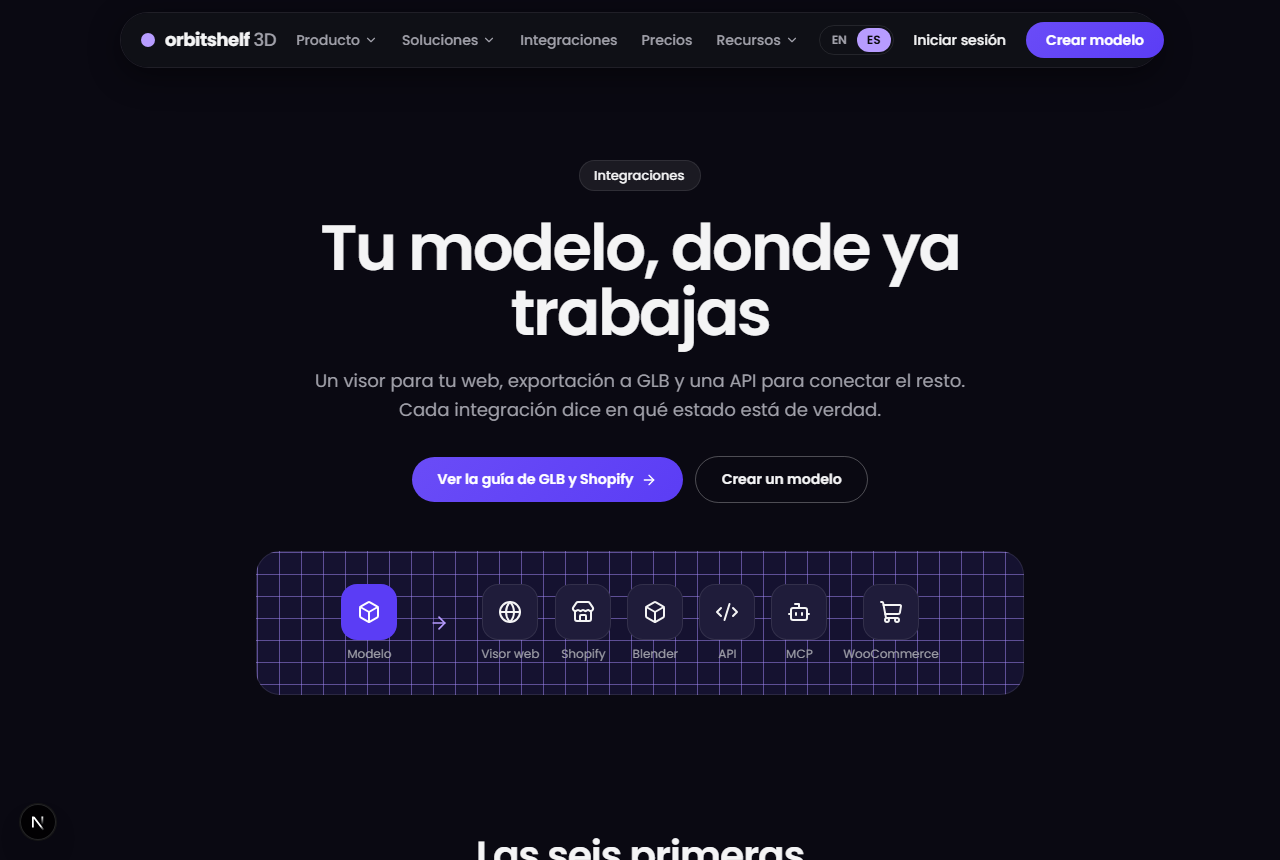 orbitshelf 3D Producto Soluciones Integraciones Precios Recursos EN ES Iniciar sesión Crear modelo
Integraciones
Tu modelo, donde ya
trabajas
Un visor para tu web, exportación a GLB y una API para conectar el resto.
Cada integración dice en qué estado está de verdad.
Ver la guía de GLB y Shopify Crear un modelo
Modelo Visor web Shopify Blender API MCP WooCommerce
N
Las seis primeras